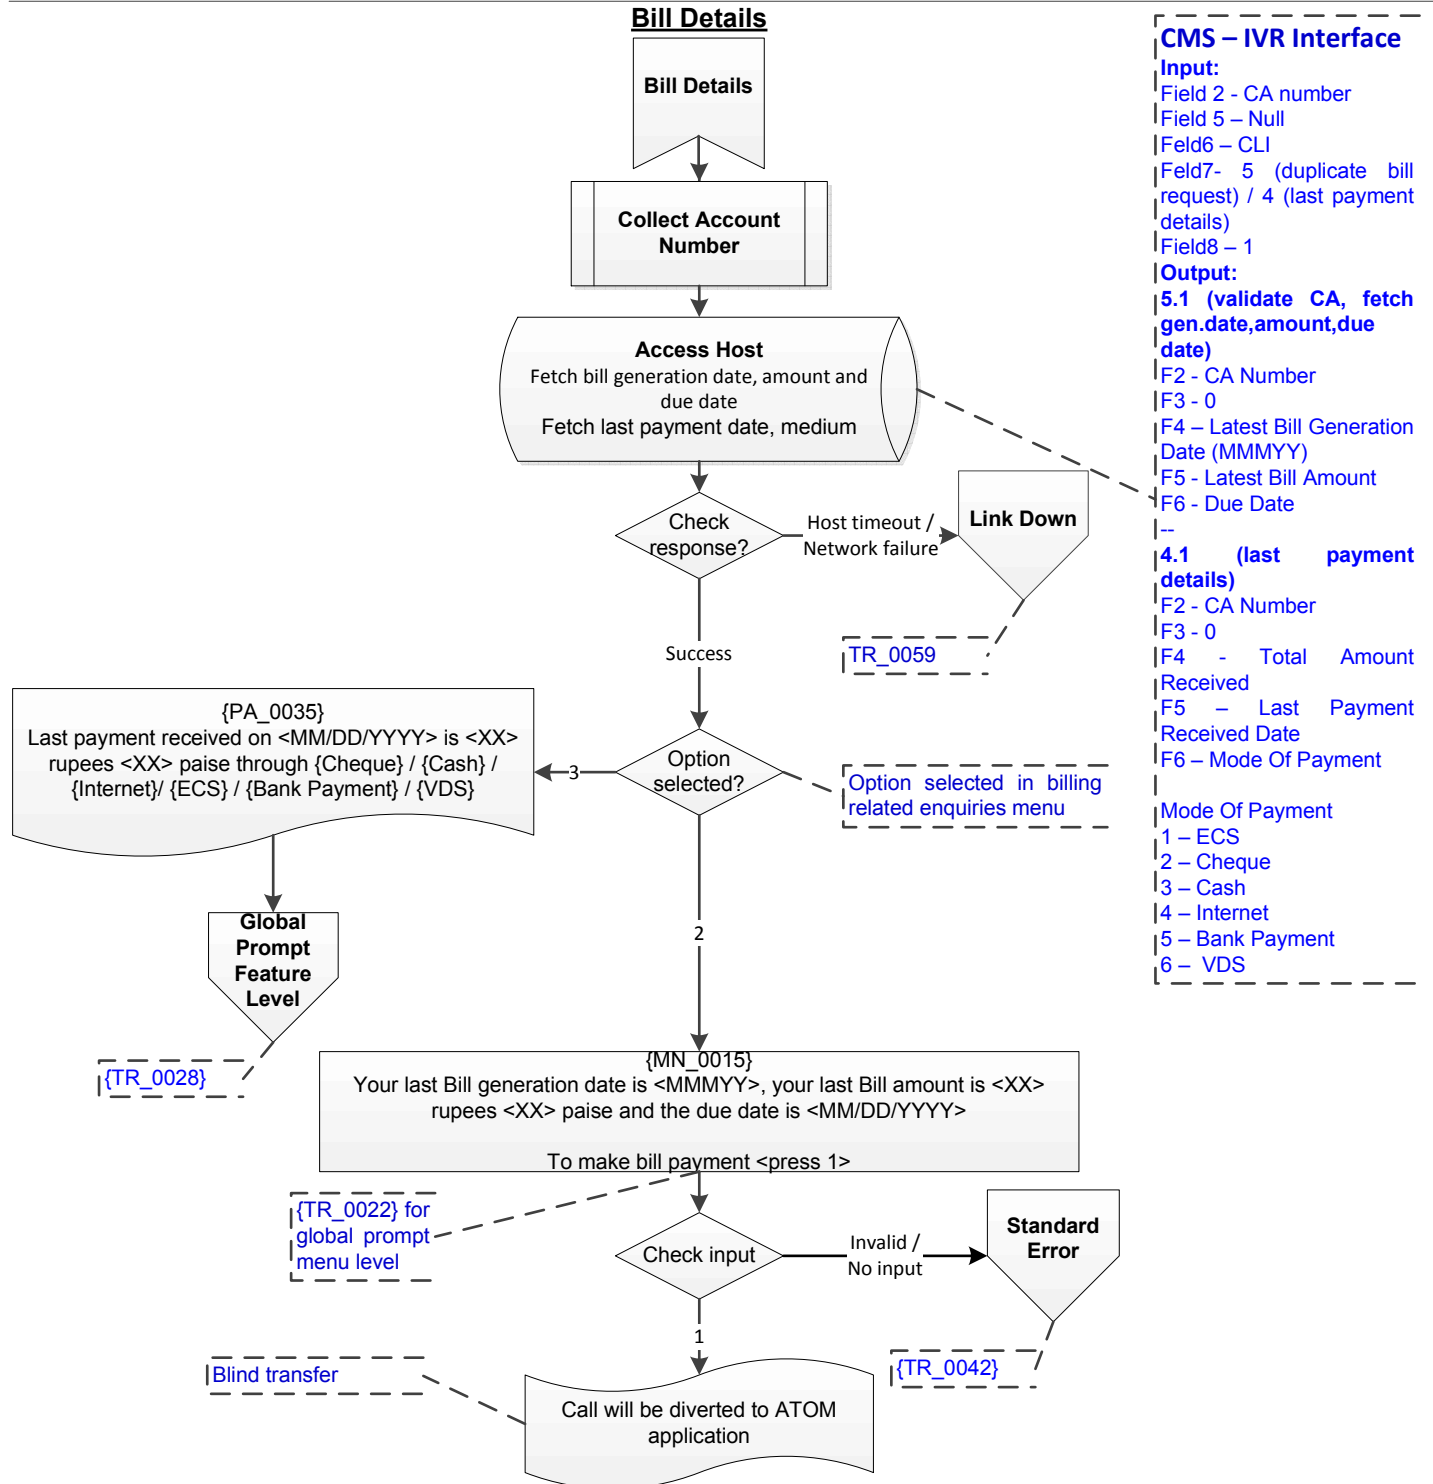 Bill Details
Bill Details
Collect Account
Number
Access Host
Fetch bill generation date, amount and
due date
Fetch last payment date, medium
Check
response?
Host timeout /
Network failure
Link Down
TR_0059
Success
{PA_0035}
Last payment received on <MM/DD/YYYY> is <XX>
rupees <XX> paise through {Cheque} / {Cash} /
{Internet}/ {ECS} / {Bank Payment} / {VDS}
3
Option
selected?
Option selected in billing
related enquiries menu
Global
Prompt
Feature
Level
{TR_0028}
2
{MN_0015}
Your last Bill generation date is <MMMYY>, your last Bill amount is <XX>
rupees <XX> paise and the due date is <MM/DD/YYYY>
To make bill payment <press 1>
{TR_0022} for
global prompt
menu level
Check input
Invalid /
No input
Standard
Error
{TR_0042}
1
Blind transfer
Call will be diverted to ATOM
application
CMS – IVR Interface
Input:
Field 2 - CA number
Field 5 – Null
Feld6 – CLI
Feld7- 5 (duplicate bill
request) / 4 (last payment
details)
Field8 – 1
Output:
5.1 (validate CA, fetch
gen.date,amount,due
date)
F2 - CA Number
F3 - 0
F4 – Latest Bill Generation
Date (MMMYY)
F5 - Latest Bill Amount
F6 - Due Date
--
4.1 (last payment
details)
F2 - CA Number
F3 - 0
F4 - Total Amount
Received
F5 – Last Payment
Received Date
F6 – Mode Of Payment
Mode Of Payment
1 – ECS
2 – Cheque
3 – Cash
4 – Internet
5 – Bank Payment
6 – VDS